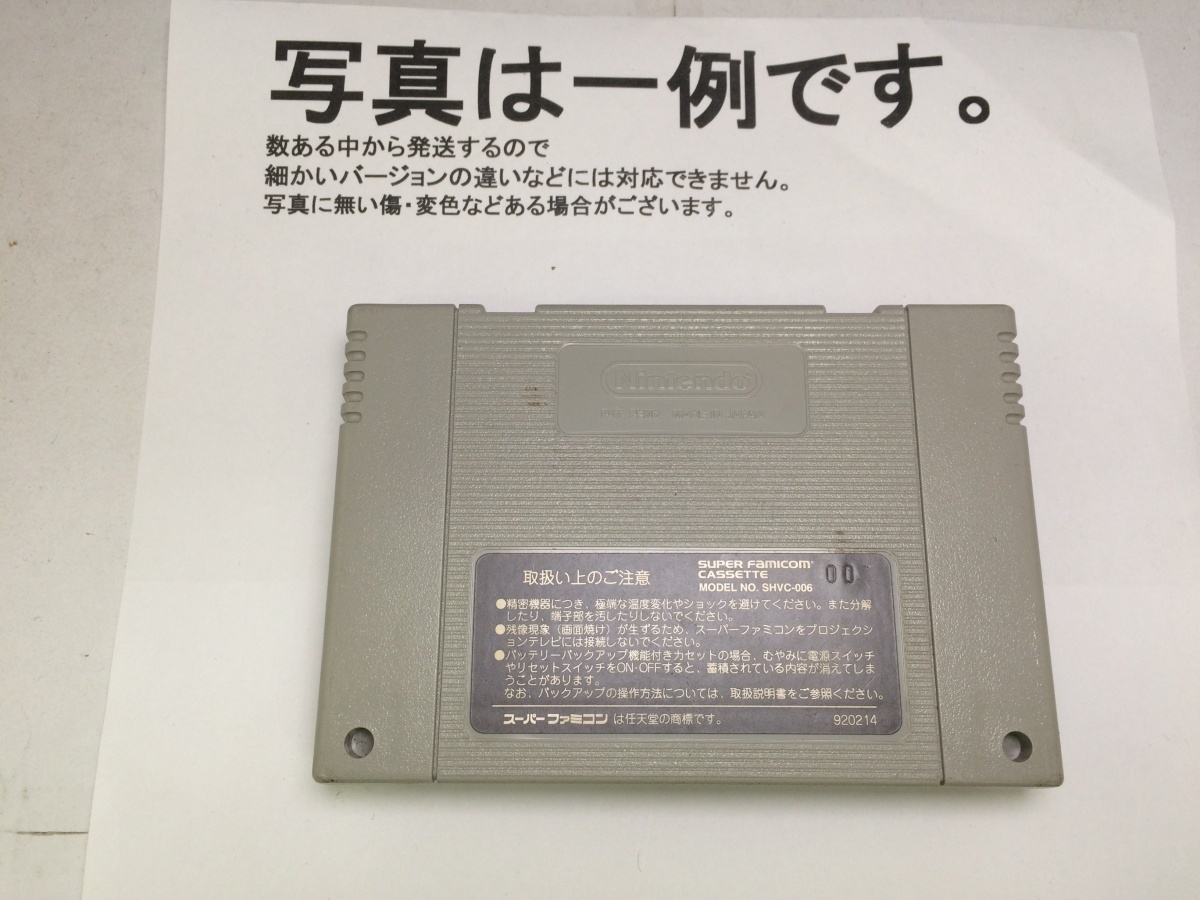 写真は一例です。
数ある中から発送するので
細かいバージョンの違いなどには対応できません。
写真に無い傷・変色などある場合がございます。
Nintendo
PAT. PEND. MADE IN JAPAN
取扱い上のご注意
SUPER FAMICOM
CASSETTE
MODEL NO. SHVC-006
00
●精密機器につき、極端な温度変化やショックを避けてください。また分解
したり、端子部を汚したりしないでください。
●残像現象（画面焼け）が生ずるため、スーパーファミコンをプロジェクシ
ョンテレビには接続しないでください。
●バッテリーバックアップ機能付きカセットの場合、むやみに電源スイッチ
やリセットスイッチをON-OFFすると、蓄積されている内容が消えてしま
うことがあります。
なお、バックアップの操作方法については、取扱説明書をご参照ください。
スーパーファミコン は任天堂の商標です。
920214